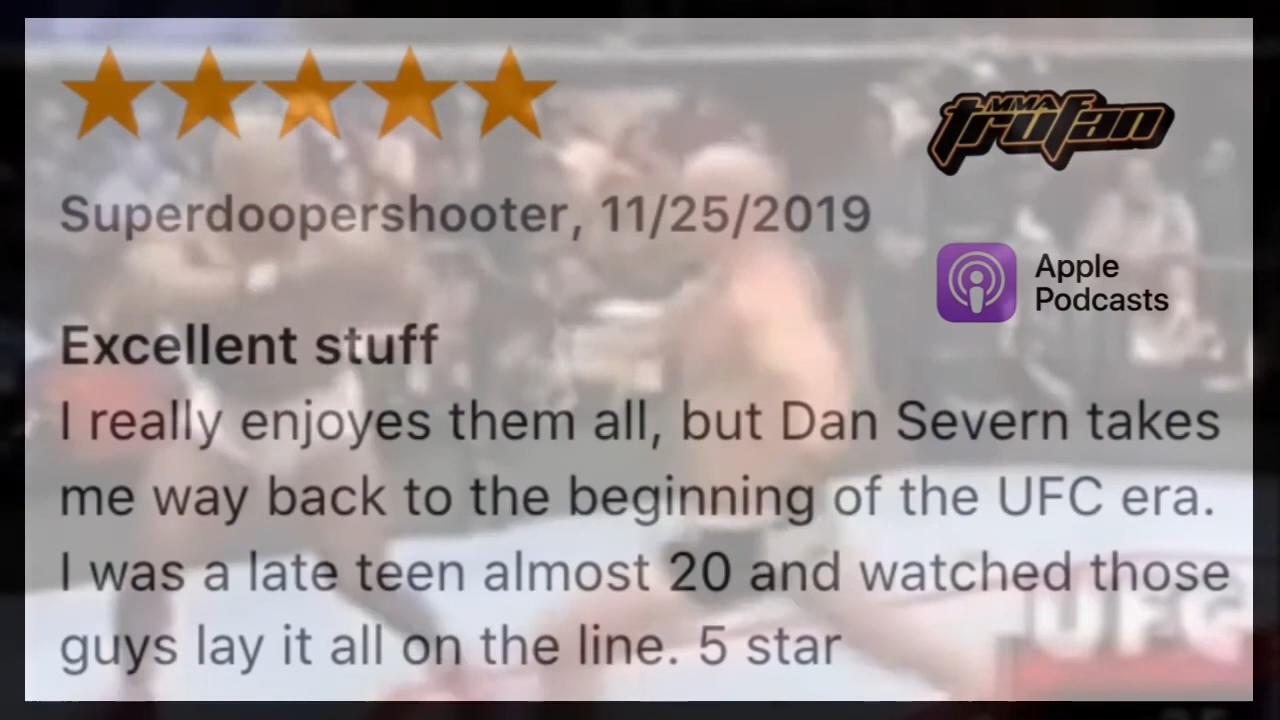 MMA
trufan
Superdoopershooter, 11/25/2019
Apple
Podcasts
Excellent stuff
I really enjoyes them all, but Dan Severn takes
me way back to the beginning of the UFC era.
I was a late teen almost 20 and watched those
guys lay it all on the line. 5 star
UFC